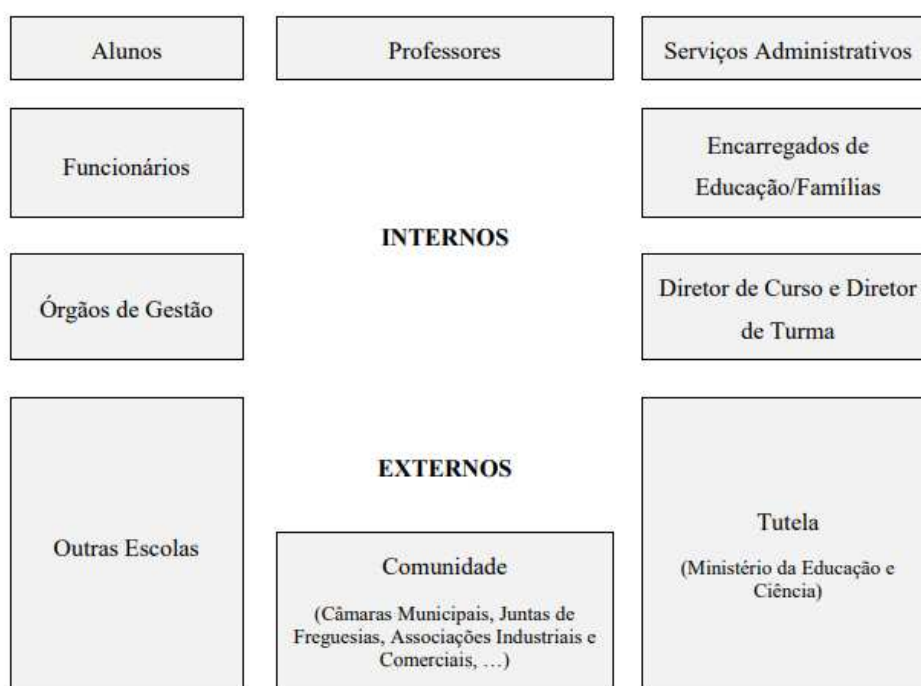 Alunos
Professores
Serviços Administrativos
Funcionários
Encarregados de
Educação/Famílias
INTERNOS
Órgãos de Gestão
Diretor de Curso e Diretor
de Turma
EXTERNOS
Outras Escolas
Comunidade
(Câmaras Municipais, Juntas de
Freguesias, Associações Industriais e
Comerciais, …)
Tutela
(Ministério da Educação e
Ciência)